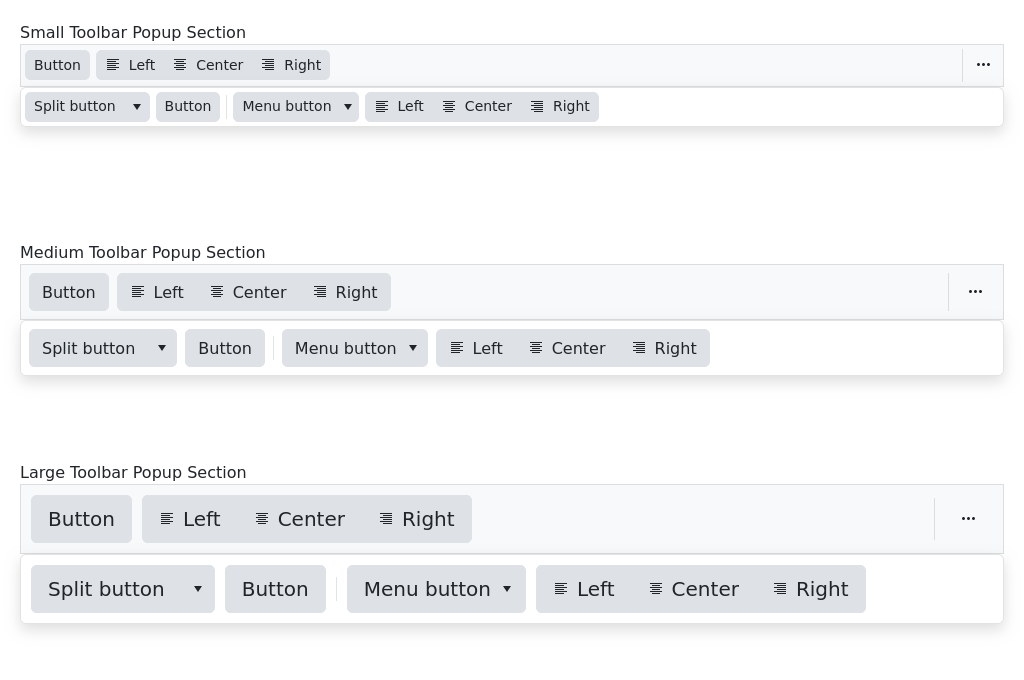 Small Toolbar Popup Section
Button Left Center Right
Split button Button Menu button Left Center Right
Medium Toolbar Popup Section
Button Left Center Right
Split button Button Menu button Left Center Right
Large Toolbar Popup Section
Button Left Center Right
Split button Button Menu button Left Center Right